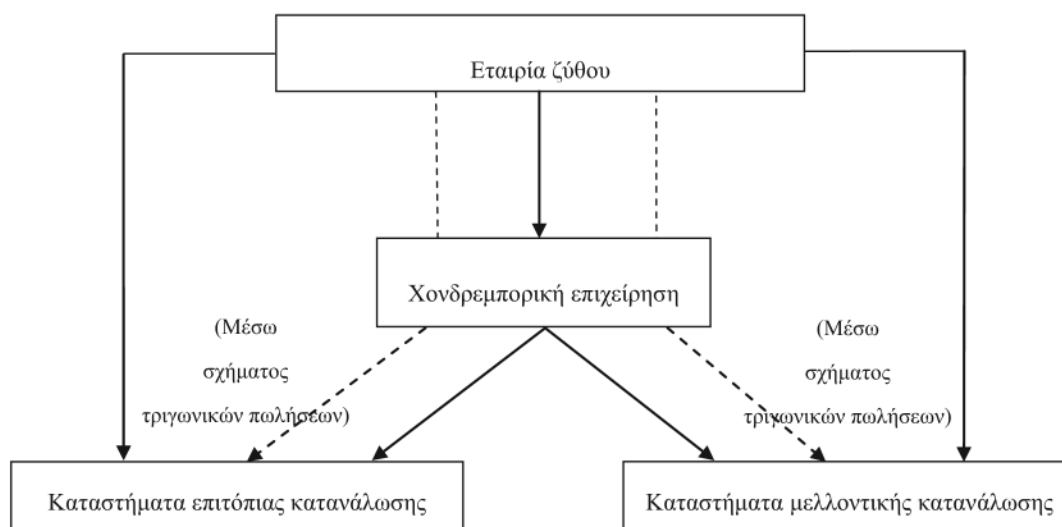 Εταιρία ζύθου
Χονδρεμπορική επιχείρηση
(Μέσω
σχήματος
τριγωνικών πωλήσεων)
(Μέσω
σχήματος
τριγωνικών πωλήσεων)
Καταστήματα επιτόπιας κατανάλωσης
Καταστήματα μελλοντικής κατανάλωσης